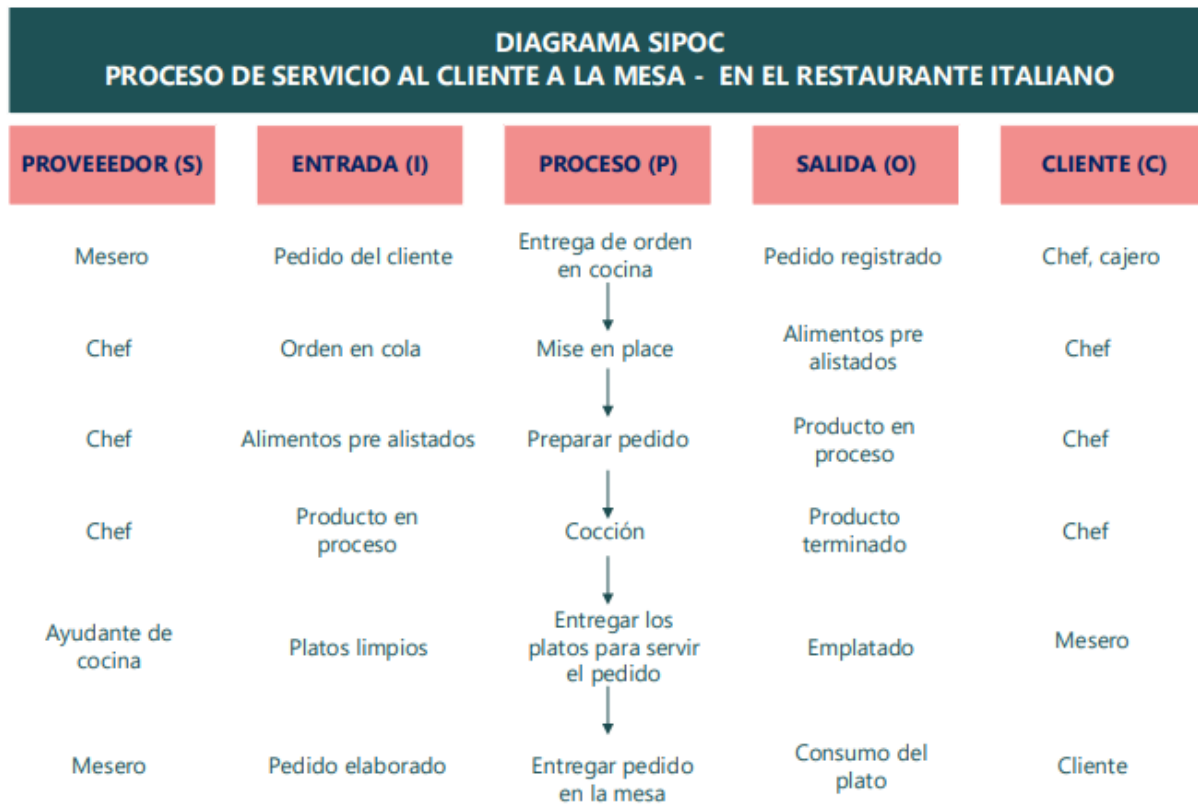 DIAGRAMA SIPOC
PROCESO DE SERVICIO AL CLIENTE A LA MESA - EN EL RESTAURANTE ITALIANO
PROVEEEDOR (S)
ENTRADA (I)
PROCESO (P)
SALIDA (O)
CLIENTE (C)
Mesero
Pedido del cliente
Entrega de orden
en cocina
Pedido registrado
Chef, cajero
Chef
Orden en cola
Mise en place
Alimentos pre
alistados
Chef
Chef
Alimentos pre alistados
Preparar pedido
Producto en
proceso
Chef
Chef
Producto en
proceso
Cocción
Producto
terminado
Chef
Ayudante de
cocina
Platos limpios
Entregar los
platos para servir
el pedido
Emplatado
Mesero
Mesero
Pedido elaborado
Entregar pedido
en la mesa
Consumo del
plato
Cliente